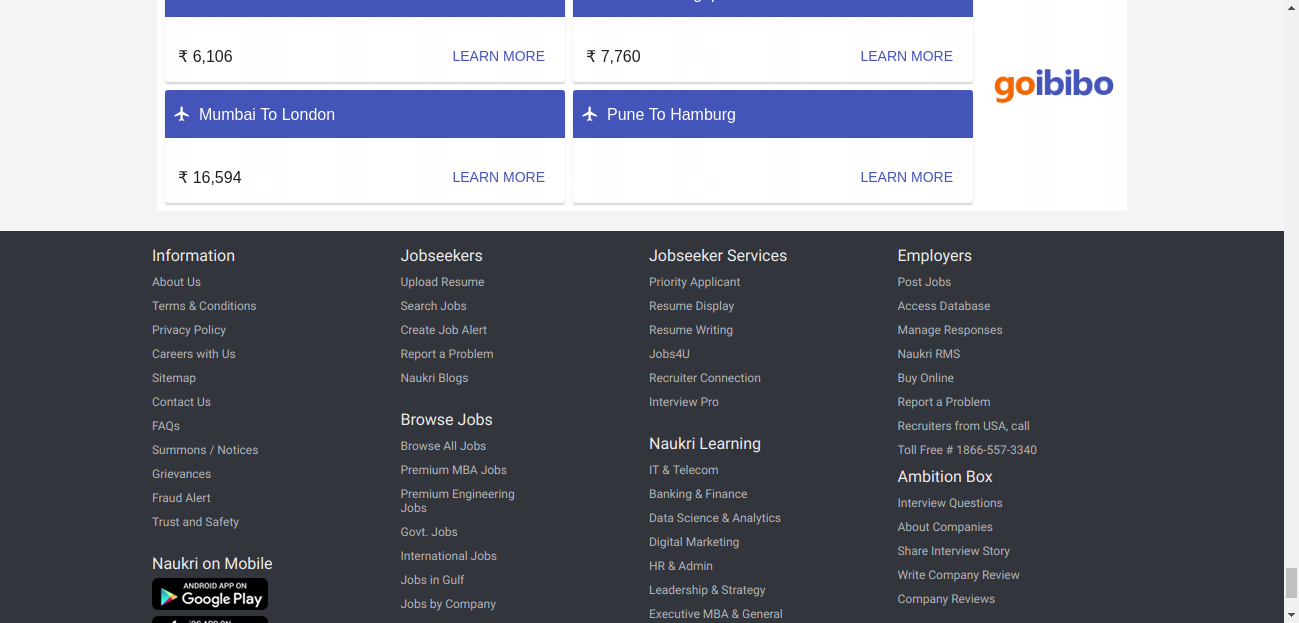 ₹ 6,106
LEARN MORE
₹ 7,760
LEARN MORE
goibibo
Mumbai To London
Pune To Hamburg
₹ 16,594
LEARN MORE
LEARN MORE
Information
About Us
Terms & Conditions
Privacy Policy
Careers with Us
Sitemap
Contact Us
FAQs
Summons / Notices
Grievances
Fraud Alert
Trust and Safety
Naukri on Mobile
ANDROID APP ON
Google Play
Jobseekers
Upload Resume
Search Jobs
Create Job Alert
Report a Problem
Naukri Blogs
Browse Jobs
Browse All Jobs
Premium MBA Jobs
Premium Engineering
Jobs
Govt. Jobs
International Jobs
Jobs in Gulf
Jobs by Company
Jobseeker Services
Priority Applicant
Resume Display
Resume Writing
Jobs4U
Recruiter Connection
Interview Pro
Naukri Learning
IT & Telecom
Banking & Finance
Data Science & Analytics
Digital Marketing
HR & Admin
Leadership & Strategy
Executive MBA & General
Employers
Post Jobs
Access Database
Manage Responses
Naukri RMS
Buy Online
Report a Problem
Recruiters from USA, call
Toll Free # 1866-557-3340
Ambition Box
Interview Questions
About Companies
Share Interview Story
Write Company Review
Company Reviews